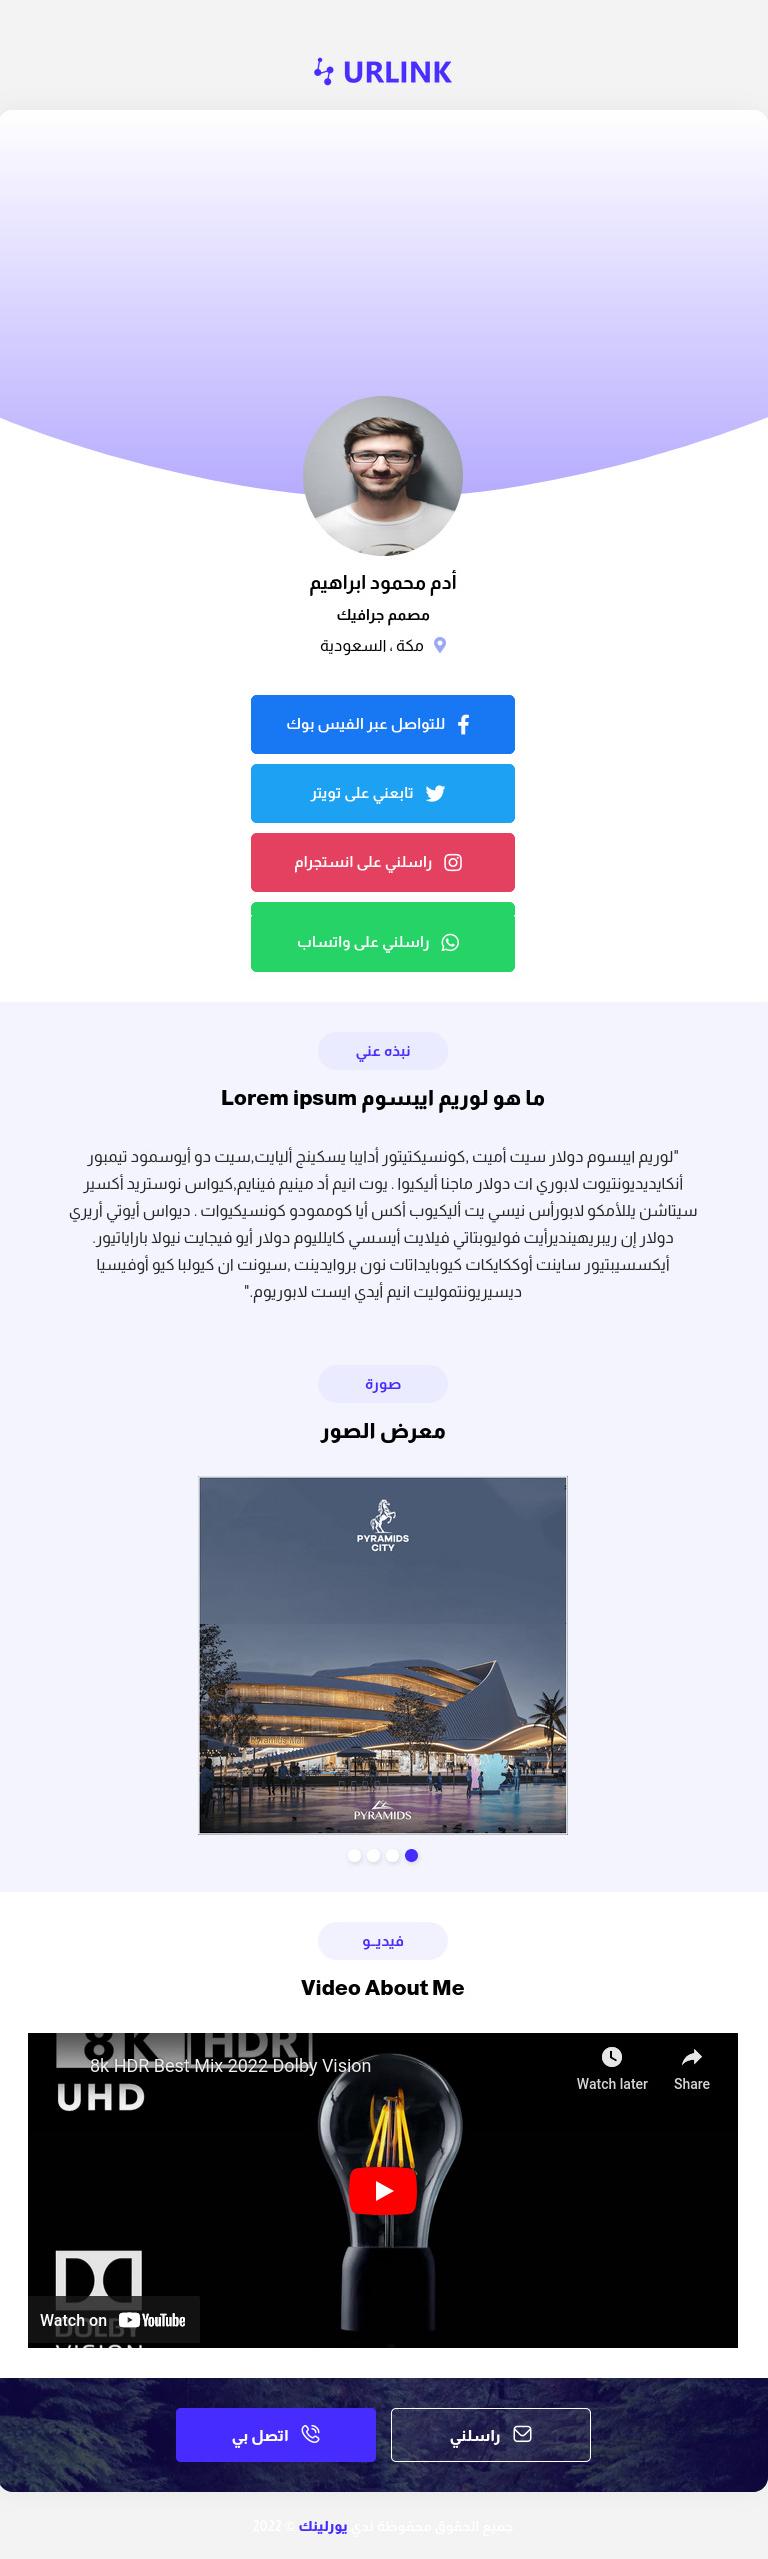 URLINK
أدم محمود ابراهيم
مصمم جرافيك
مكة ، السعودية
للتواصل عبر الفيس بوك
تابعني على تويتر
راسلني على انستجرام
راسلني على واتساب
نبذه عني
ما هو لوريم ايبسوم Lorem ipsum
"لوريم ايبسوم دولار سيت أميت ,كونسيكتيتور أدايبا يسكينج أليايت,سيت دو أيوسمود تيمبور
أنكايديديونتيوت لابوري ات دولار ماجنا أليكيوا . يوت انيم أد مينيم فينايم,كيواس نوستريد أكسير
سيتاشن يللأمكو لابورأس نيسي يت أليكيوب أكس أيا كوممودو كونسيكيوات . ديواس أيوتي أريري
دولار إن ريبريهينديرأيت فوليوبتاتي فيلايت أيسسي كايلليوم دولار أيو فيجايت نيولا باراياتيور.
أيكسسيبتيور ساينت أوككايكات كيوبايداتات نون بروايدينت ,سيونت ان كيولبا كيو أوفيسيا
ديسيريونتموليت انيم أيدي ايست لابوريوم."
صورة
معرض الصور
PYRAMIDS
CITY
Pyramids Mall
PYRAMIDS
فيديــو
Video About Me
8K HDR
8k HDR Best Mix 2022 Dolby Vision
Watch later
Share
UHD
DOLBY
VISION
Watch on YouTube
راسلني
اتصل بي
جميع الحقوق محفوظة لدي يورلينك © 2022